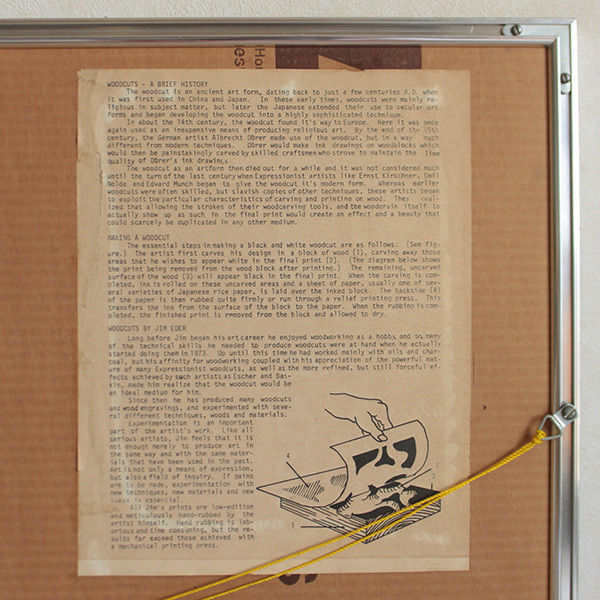 WOODCUTS - A BRIEF HISTORY
The woodcut is an ancient art form, dating back to just a few centuries A.D. when
it was first used in China and Japan. In these early times, woodcuts were mainly re-
ligious in subject matter, but later the Japanese extended their use to secular art
forms and began developing the woodcut into a highly sophisticated technique.
In about the 14th century, the woodcut found it's way to Europe. Here it was once
again used as an inexpensive means of producing religious art. By the end of the 15th
century, the German artist Albrecht Dürer made use of the woodcut, but in a way much
different from modern techniques. Dürer would make ink drawings on woodblocks which
would then be paintakingly carved by skilled craftsmen who strove to maintain the line
quality of Dürer's ink drawings
The woodcut as an artform then died out for a while and it was not considered much
until the turn of the last century when Expressionist artists like Ernst Kirschner, Emil
Nolde and Edvard Munch began to give the woodcut it's modern form. Whereas earlier
woodcuts were often skilled, but slavish copies of other techniques, these artists began
to exploit the particular characteristics of carving and printing on wood. They real-
ized that allowing the strokes of their woodcarving tools, and the woodgrain itself to
actually show up as such in the final print would create an effect and a beauty that
could scarcely be duplicated in any other medium.
MAKING A WOODCUT
The essential steps in making a black and white woodcut are as follows: (See fig-
ure.) The artist first carves his design in a block of wood (1), carving away those
areas that he wishes to appear white in the final print (2). (The diagram below shows
the print being removed from the wood block after printing.) The remaining, uncarved
surface of the wood (3) will appear black in the final print. When the carving is com-
pleted, ink is rolled on these uncarved areas and a sheet of paper, usually one of sev-
eral varieties of Japanese rice paper, is laid over the inked block. The backside (4)
of the paper is then rubbed quite firmly or run through a relief printing press. This
transfers the ink from the surface of the block to the paper. When the rubbing is com-
pleted, the finished print is removed from the block and allowed to dry.
WOODCUTS BY JIM EDER
Long before Jim began his art career he enjoyed woodworking as a hobby, and so many
of the technical skills he needed to produce woodcuts were at hand when he actually
started doing them in 1973. Up until this time he had worked mainly with oils and char-
coal, but his affinity for woodworking coupled with his appreciation of the powerful nat-
ure of many Expressionist woodcuts, as well as the more refined, but still forceful ef-
fects achieved by such artists as Escher and Bas-
kin, made him realize that the woodcut would be
an ideal medium for him.
Since then he has produced many woodcuts
and wood engravings, and experimented with seve-
ral different techniques, woods and materials.
Experimentation is an important
part of the artist's work. Like all
serious artists, Jim feels that it is
not enough merely to produce art in
the same way and with the same mater-
ials that have been used in the past.
Art is not only a means of expression,
but also a field of inquiry. If gains
are to be made, experimentation with
new techniques, new materials and new
ideas is essential.
All Jim's prints are low-edition
and meticulously hand-rubbed by the
artist himself. Hand rubbing is lab-
orious and time consuming, but the re-
sults far exceed those achieved with
a mechanical printing press.
4
2
1